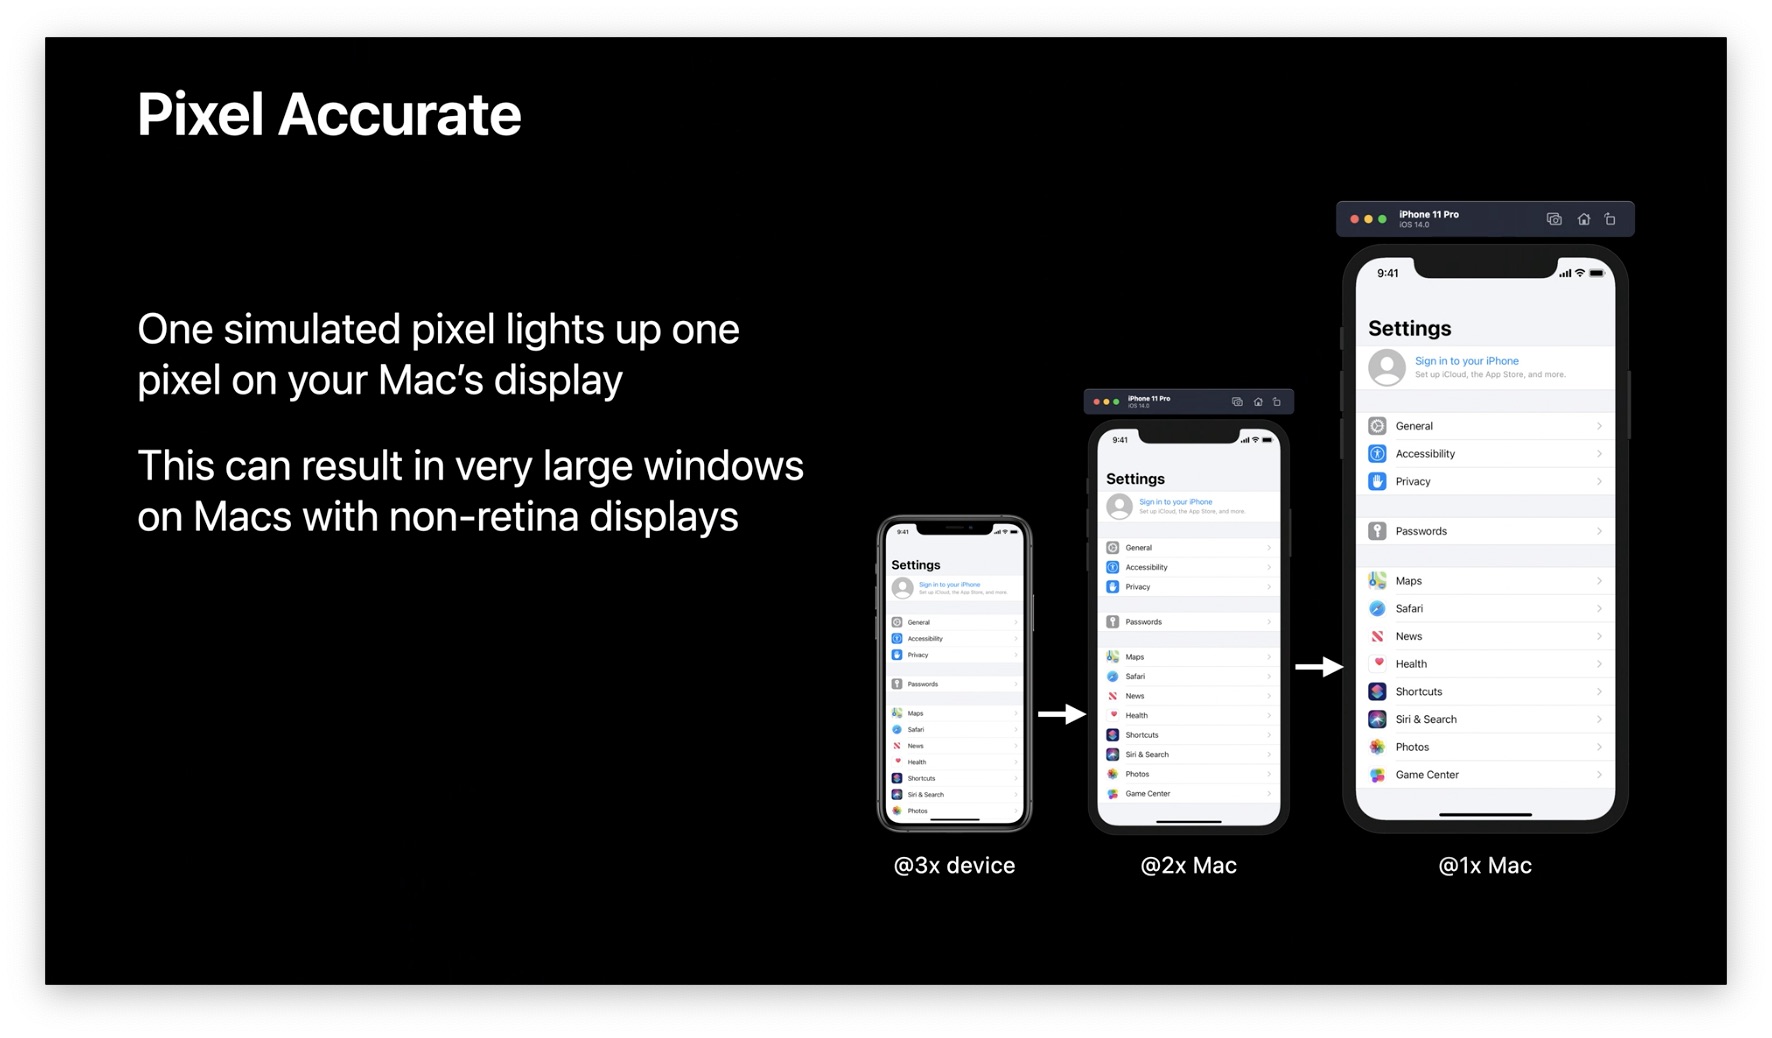 Pixel Accurate
One simulated pixel lights up one
pixel on your Mac’s display
This can result in very large windows
on Macs with non-retina displays
9:41
Settings
Sign in to your iPhone
Set up iCloud, the App Store, and more.
General
Accessibility
Privacy
Passwords
Maps
Safari
News
Health
Shortcuts
Siri & Search
Photos
@3x device
iPhone 11 Pro
iOS 14.0
9:41
Settings
Sign in to your iPhone
Set up iCloud, the App Store, and more.
General
Accessibility
Privacy
Passwords
Maps
Safari
News
Health
Shortcuts
Siri & Search
Photos
Game Center
@2x Mac
iPhone 11 Pro
iOS 14.0
9:41
Settings
Sign in to your iPhone
Set up iCloud, the App Store, and more.
General
Accessibility
Privacy
Passwords
Maps
Safari
News
Health
Shortcuts
Siri & Search
Photos
Game Center
@1x Mac